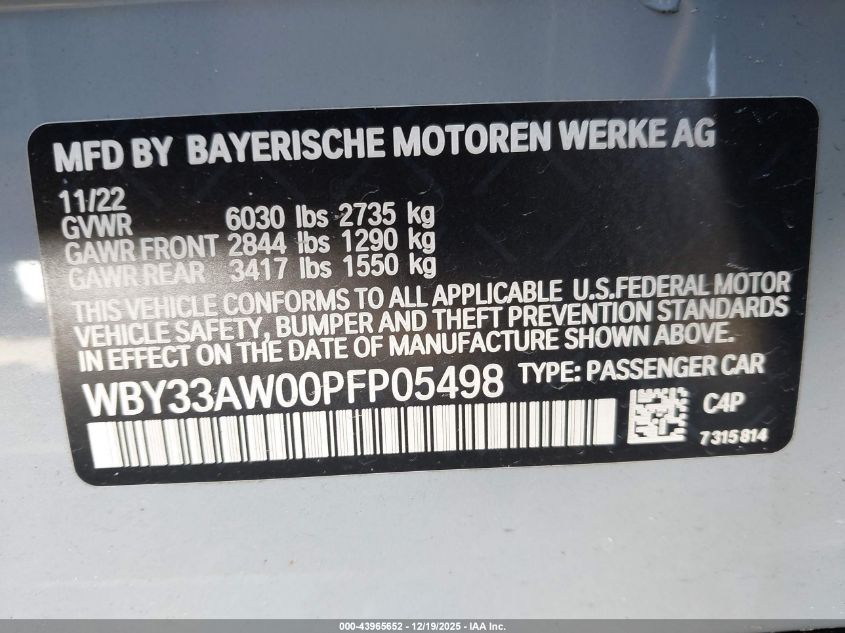 MFD BY BAYERISCHE MOTOREN WERKE AG
11/22
GVWR 6030 lbs 2735 kg
GAWR FRONT 2844 lbs 1290 kg
GAWR REAR 3417 lbs 1550 kg
THIS VEHICLE CONFORMS TO ALL APPLICABLE U.S.FEDERAL MOTOR
VEHICLE SAFETY, BUMPER AND THEFT PREVENTION STANDARDS
IN EFFECT ON THE DATE OF MANUFACTURE SHOWN ABOVE.
WBY33AW00PFP05498 TYPE: PASSENGER CAR
C4P
7315814
000-43965652 - 12/19/2025 - IAA Inc.